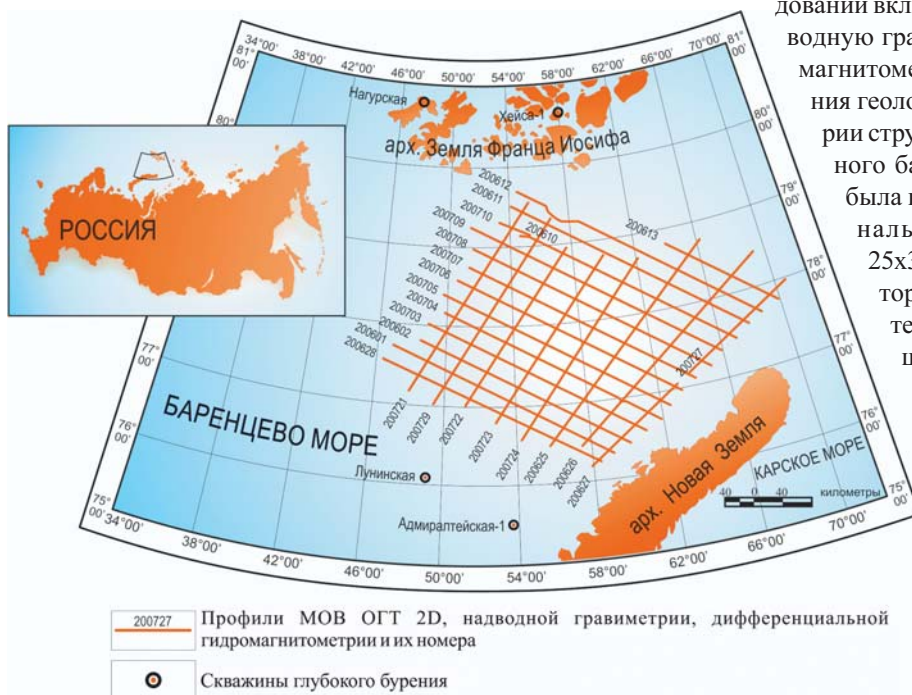 34°00'
38°00'
42°00'
46°00'
50°00'
54°00'
58°00'
62°00'
66°00'
70°00'
81°
00'
81°
00'
80°
80°
00'
79°
00'
78°
00'
77°
00'
77°
00'
76°
00'
76°
00'
75°
00'
75°
00'
Нагурская
Хейса-1
арх. Земля Франца Иосифа
РОССИЯ
200612
200611
200710
200610
200613
200709
200708
200707
200706
200705
200704
200703
200602
200601
200628
200727
200721
200729
200722
200723
200724
200625
200626
200627
БАРЕНЦЕВО МОРЕ
Лунинская
Адмиралтейская-1
арх. Новая Земля
КАРСКОЕ МОРЕ
40 0 40
километры
34°00'
38°00'
42°00'
46°00'
50°00'
54°00'
58°00'
62°00'
66°00'
70°00'
200727 Профили МОВ ОГТ 2D, надводной гравиметрии, дифференциальной
гидромагнитометрии и их номера
Скважины глубокого бурения
довании вкл
водную гра
магнитоме
ния геоло
рии стру
ного ба
была
наль
25х3
тор
те